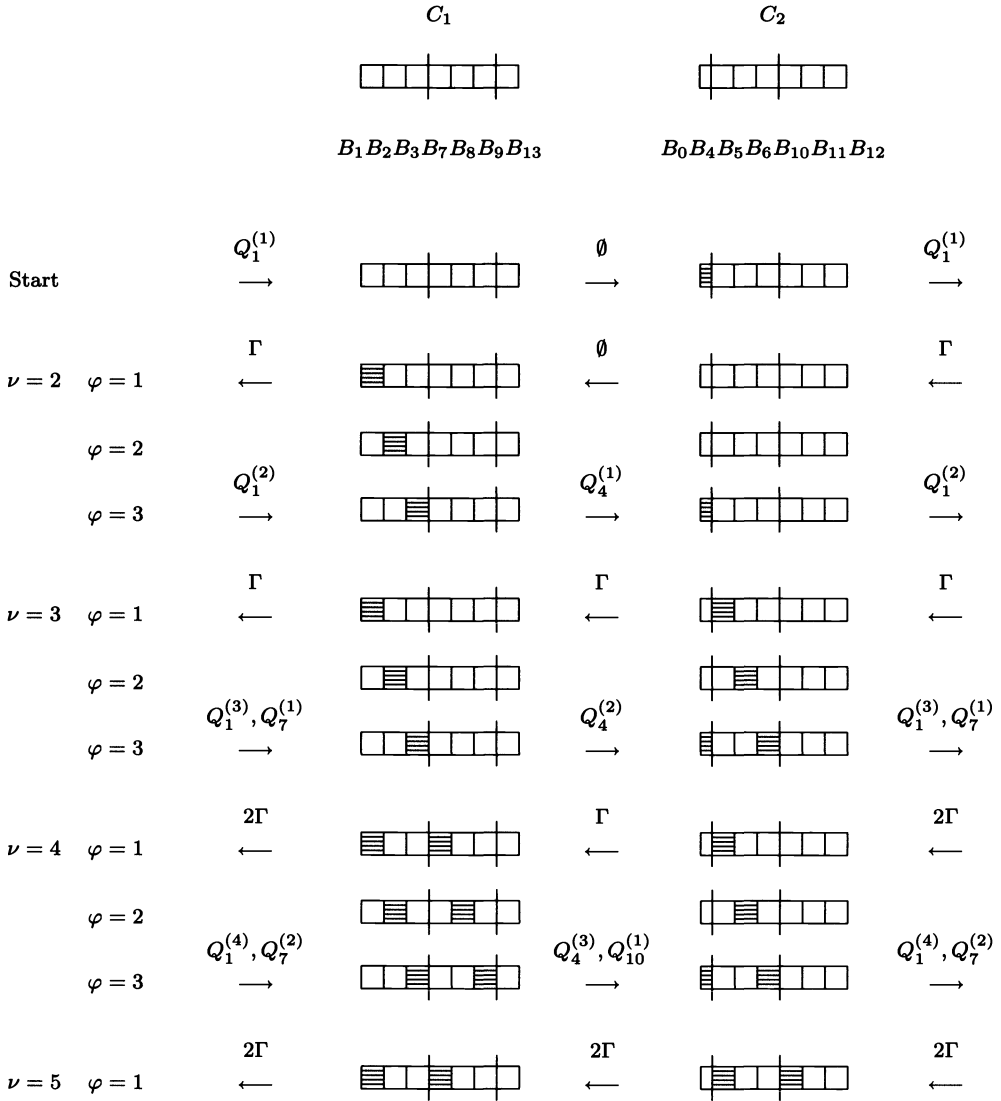 C₁ C₂
B₁B₂B₃B₇B₈B₉B₁₃ B₀B₄B₅B₆B₁₀B₁₁B₁₂
Q₁⁽¹⁾ ∅ Q₁⁽¹⁾
Start → → →
Γ ∅ Γ
ν = 2 φ = 1 ← ← ←
φ = 2
Q₁⁽²⁾ Q₄⁽¹⁾ Q₁⁽²⁾
φ = 3 → → →
Γ Γ Γ
ν = 3 φ = 1 ← ← ←
φ = 2
Q₁⁽³⁾, Q₇⁽¹⁾ Q₄⁽²⁾ Q₁⁽³⁾, Q₇⁽¹⁾
φ = 3 → → →
2Γ Γ 2Γ
ν = 4 φ = 1 ← ← ←
φ = 2
Q₁⁽⁴⁾, Q₇⁽²⁾ Q₄⁽³⁾, Q₁₀⁽¹⁾ Q₁⁽⁴⁾, Q₇⁽²⁾
φ = 3 → → →
2Γ 2Γ 2Γ
ν = 5 φ = 1 ← ← ←